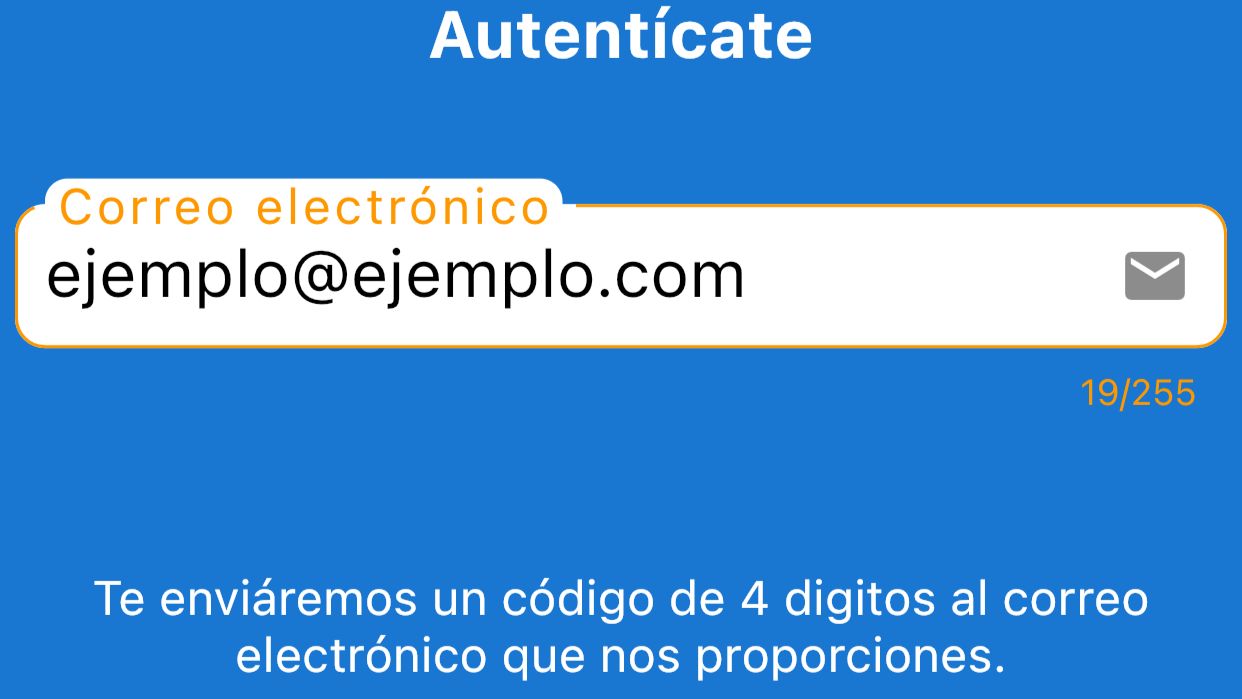 Autentícate
Correo electrónico
ejemplo@ejemplo.com
19/255
Te enviáremos un código de 4 digitos al correo
electrónico que nos proporciones.